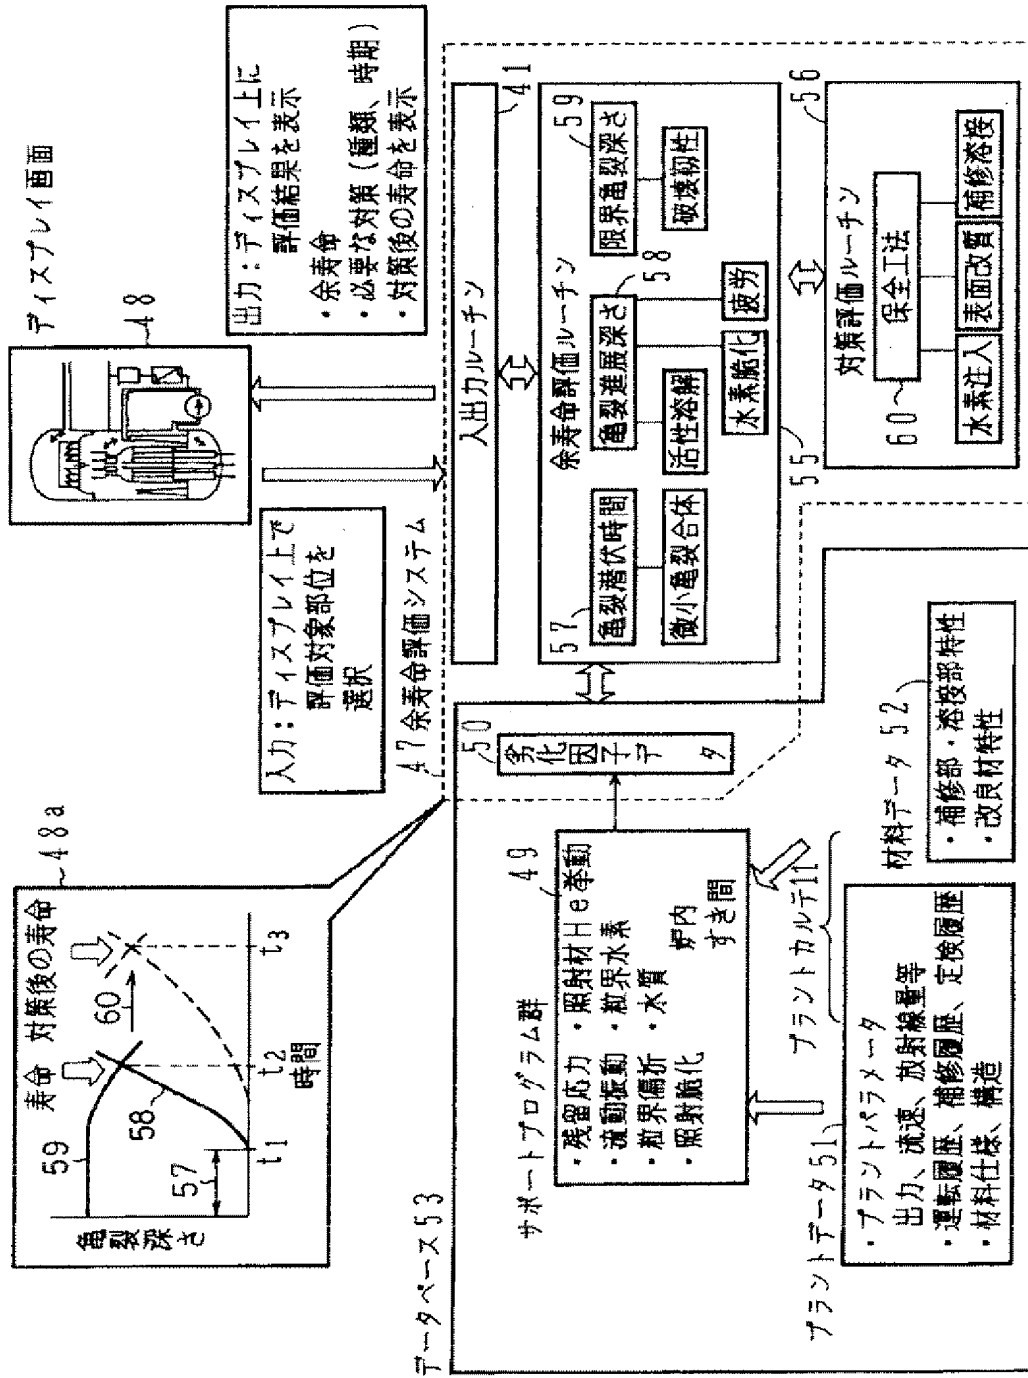 亀裂深さ
寿命 対策後の寿命
59
58
57
60
t1
t2
t3
時間
48a
ディスプレイ画面
48
入力:ディスプレイ上で
評価対象部位を
選択
出力:ディスプレイ上に
評価結果を表示
・余寿命
・必要な対策(種類、時期)
・対策後の寿命を表示
47余寿命評価システム
入出力ルーチン
41
データベース53
サポートプログラム群
49
・残留応力 ・照射材He挙動
・流動振動 ・粒界水素
・粒界偏析 ・水質
・照射脆化
炉内
すき間
50
劣化因子データ
余寿命評価ルーチン
57
亀裂潜伏時間
微小亀裂合体
亀裂進展深さ
58
活性溶解
水素脆化
疲労
限界亀裂深さ
59
破壊靱性
55
プラントカルテ11
プラントデータ51
・プラントパラメータ
出力、流速、放射線量等
・運転履歴、補修履歴、定検履歴
・材料仕様、構造
材料データ52
・補修部・溶接部特性
・改良材特性
対策評価ルーチン
56
60
保全工法
水素注入
表面改質
補修溶接